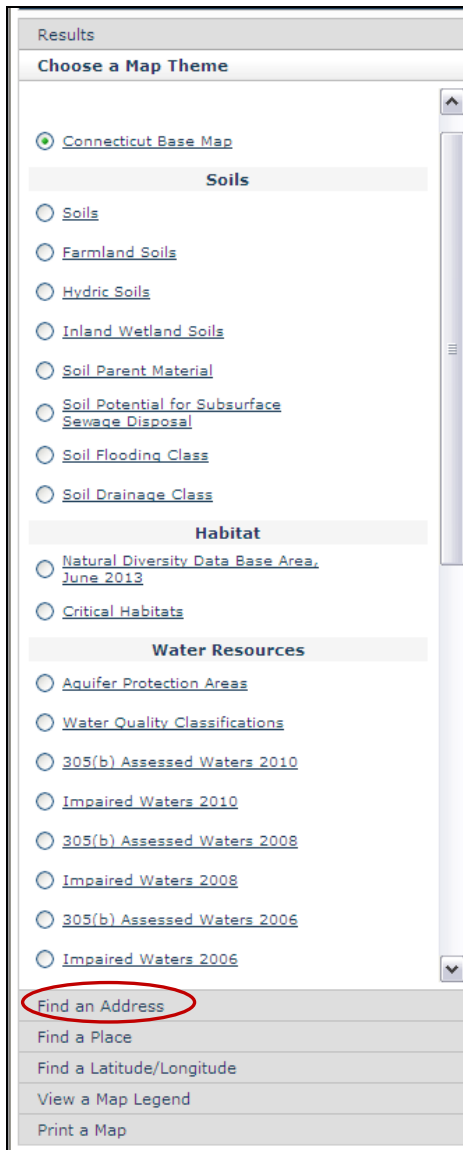 Results
Choose a Map Theme
Connecticut Base Map
Soils
Soils
Farmland Soils
Hydric Soils
Inland Wetland Soils
Soil Parent Material
Soil Potential for Subsurface
Sewage Disposal
Soil Flooding Class
Soil Drainage Class
Habitat
Natural Diversity Data Base Area,
June 2013
Critical Habitats
Water Resources
Aquifer Protection Areas
Water Quality Classifications
305(b) Assessed Waters 2010
Impaired Waters 2010
305(b) Assessed Waters 2008
Impaired Waters 2008
305(b) Assessed Waters 2006
Impaired Waters 2006
Find an Address
Find a Place
Find a Latitude/Longitude
View a Map Legend
Print a Map